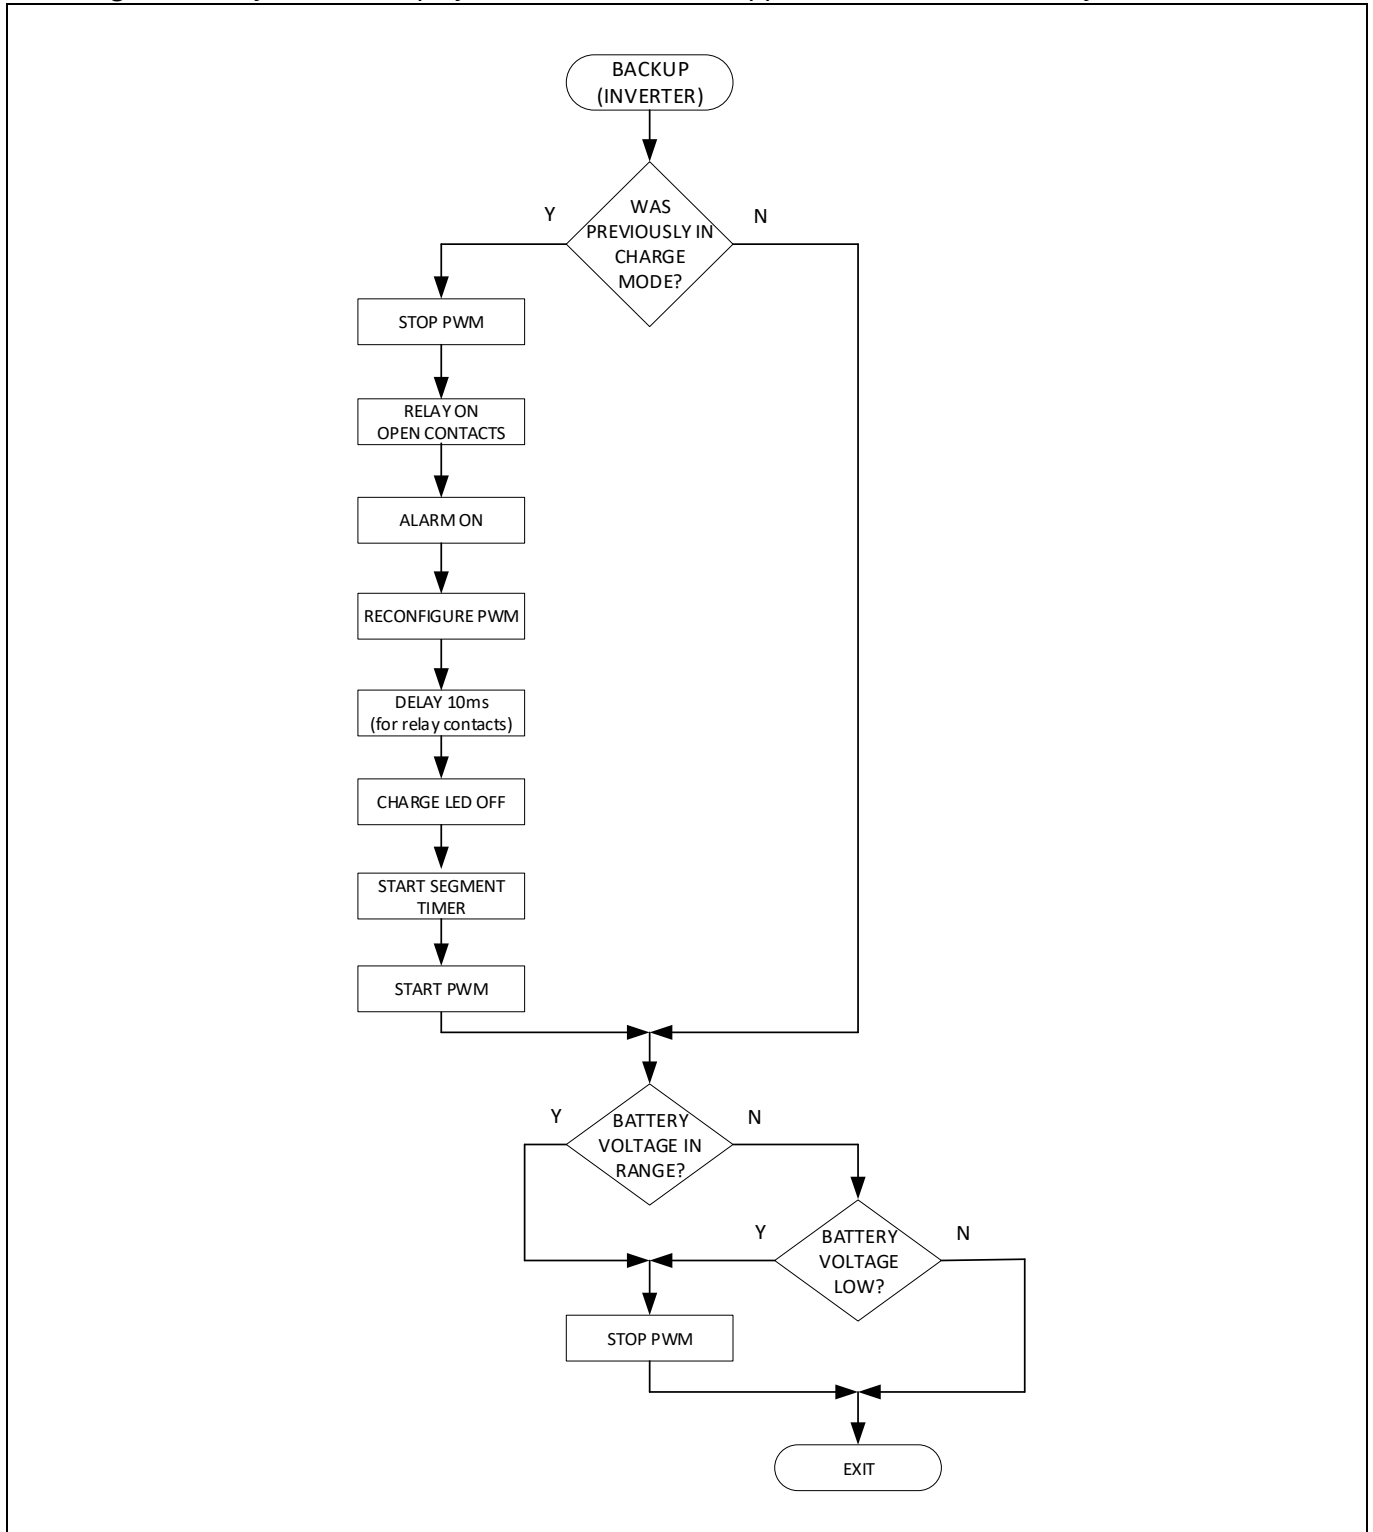 BACKUP
(INVERTER)
WAS
PREVIOUSLY IN
CHARGE
MODE?
Y
N
STOP PWM
RELAY ON
OPEN CONTACTS
ALARM ON
RECONFIGURE PWM
DELAY 10ms
(for relay contacts)
CHARGE LED OFF
START SEGMENT
TIMER
START PWM
BATTERY
VOLTAGE IN
RANGE?
Y
N
BATTERY
VOLTAGE
LOW?
Y
N
STOP PWM
EXIT